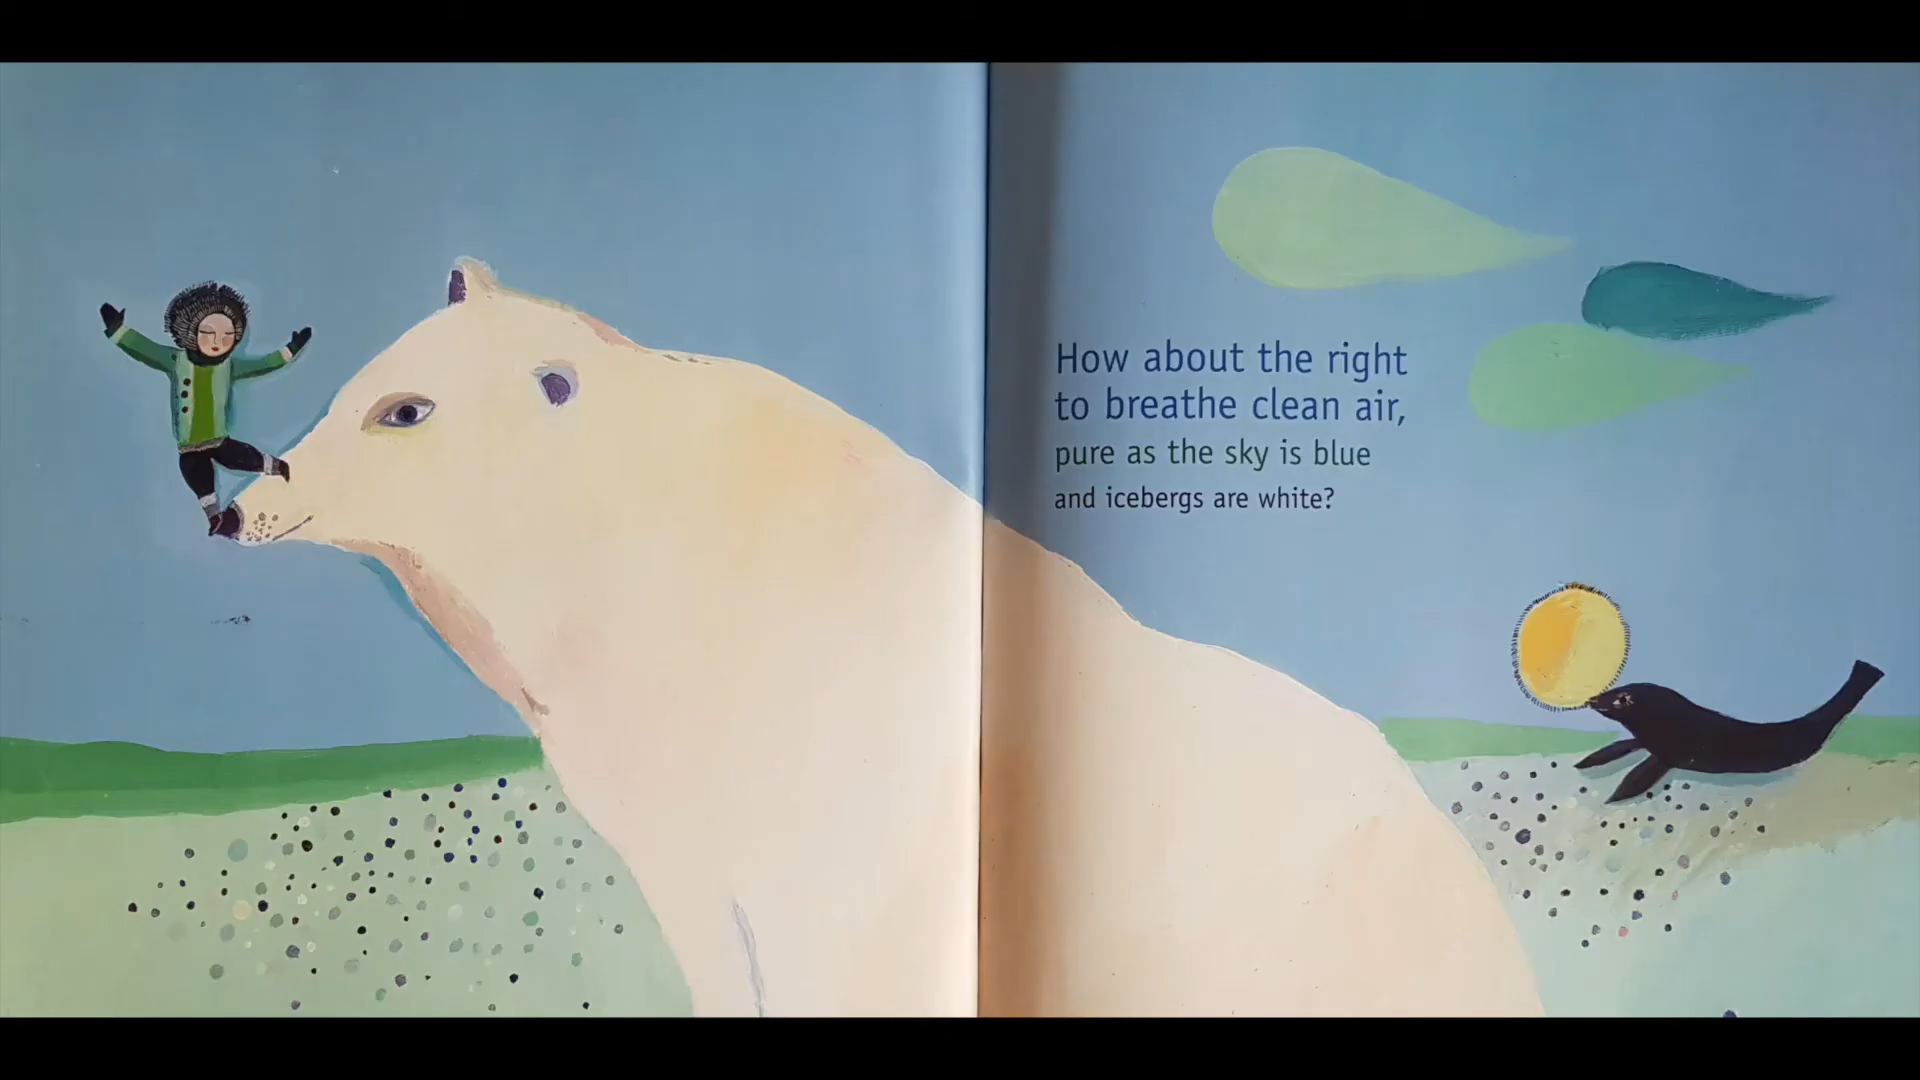 How about the right
to breathe clean air,
pure as the sky is blue
and icebergs are white?